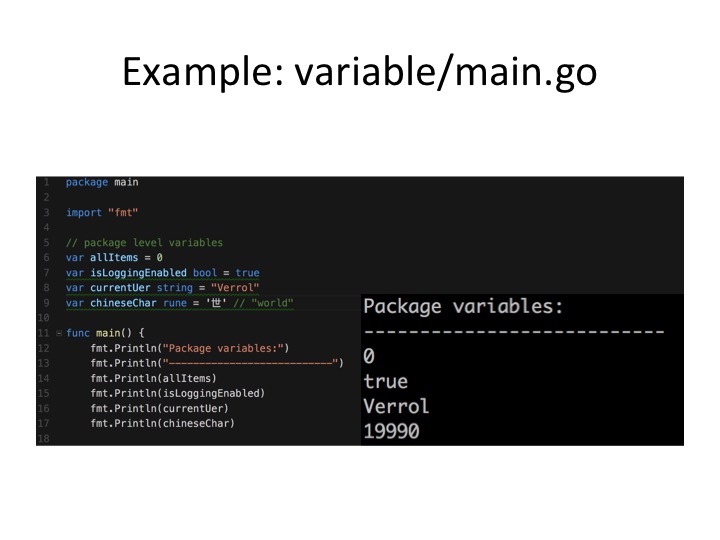 Example: variable/main.go
1 package main
2
3 import "fmt"
4
5 // package level variables
6 var allItems = 0
7 var isLoggingEnabled bool = true
8 var currentUer string = "Verrol"
9 var chineseChar rune = '世' // "world"
10
11 func main() {
12 fmt.Println("Package variables:")
13 fmt.Println("---------------------------")
14 fmt.Println(allItems)
15 fmt.Println(isLoggingEnabled)
16 fmt.Println(currentUer)
17 fmt.Println(chineseChar)
18
Package variables:
---------------------------
0
true
Verrol
19990